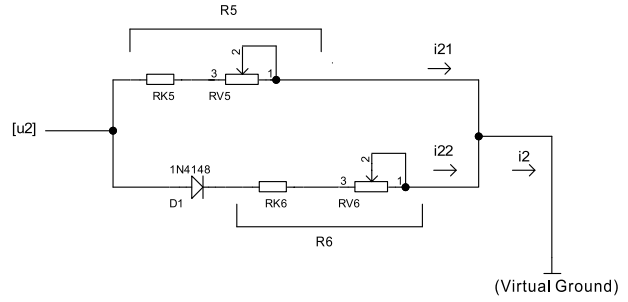 R5
i21
2
3
1
RK5
RV5
[u2]
1N4148
i22
i2
2
3
1
D1
RK6
RV6
R6
(Virtual Ground)